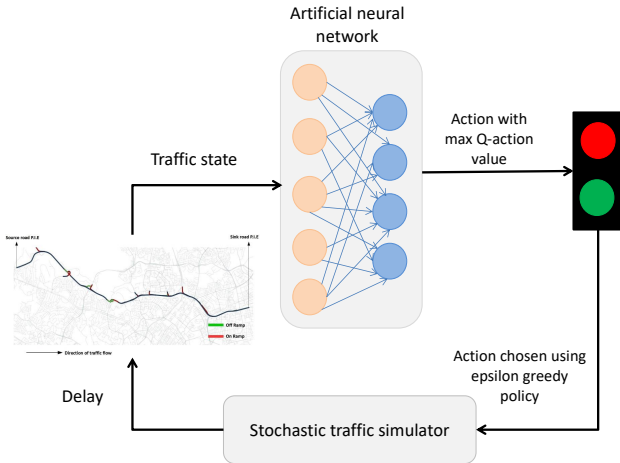 Artificial neural
network
Action with
max Q-action
value
Traffic state
Source road P.I.E
Sink road P.I.E
Off Ramp
On Ramp
Direction of traffic flow
Action chosen using
epsilon greedy
policy
Delay
Stochastic traffic simulator